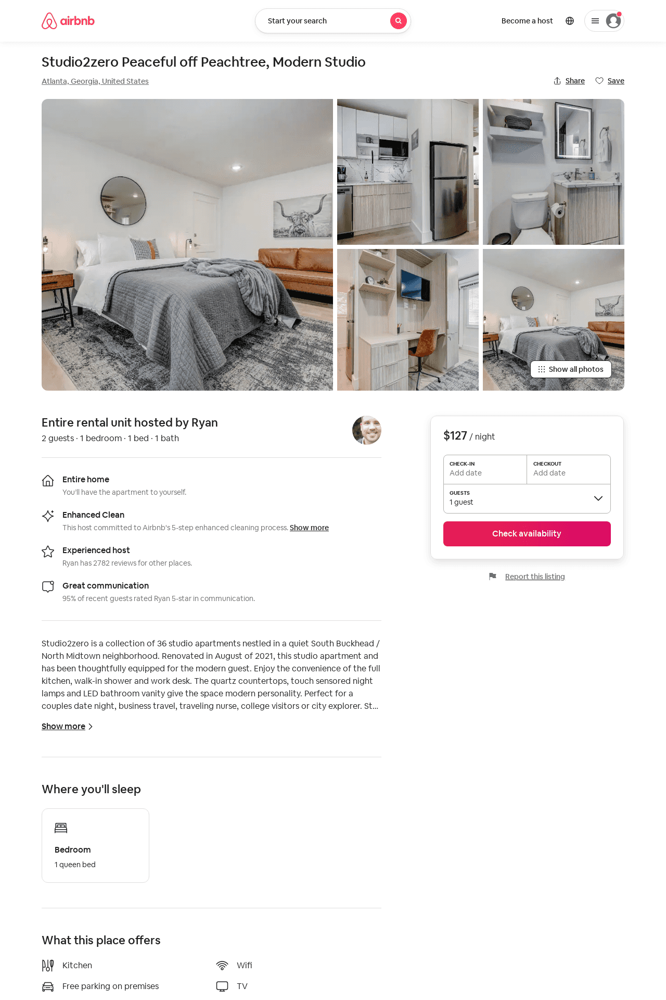 airbnb
Start your search
Become a host
Studio2zero Peaceful off Peachtree, Modern Studio
Atlanta, Georgia, United States
Share
Save
Show all photos
Entire rental unit hosted by Ryan
2 guests · 1 bedroom · 1 bed · 1 bath
Entire home
You’ll have the apartment to yourself.
Enhanced Clean
This host committed to Airbnb's 5-step enhanced cleaning process. Show more
Experienced host
Ryan has 2782 reviews for other places.
Great communication
95% of recent guests rated Ryan 5-star in communication.
$127 / night
CHECK-IN
Add date
CHECKOUT
Add date
GUESTS
1 guest
Check availability
Report this listing
Studio2zero is a collection of 36 studio apartments nestled in a quiet South Buckhead /
North Midtown neighborhood. Renovated in August of 2021, this studio apartment and
has been thoughtfully equipped for the modern guest. Enjoy the convenience of the full
kitchen, walk-in shower and work desk. The quartz countertops, touch sensored night
lamps and LED bathroom vanity give the space modern personality. Perfect for a
couples date night, business travel, traveling nurse, college visitors or city explorer. St…
Show more
Where you'll sleep
Bedroom
1 queen bed
What this place offers
Kitchen
Wifi
Free parking on premises
TV